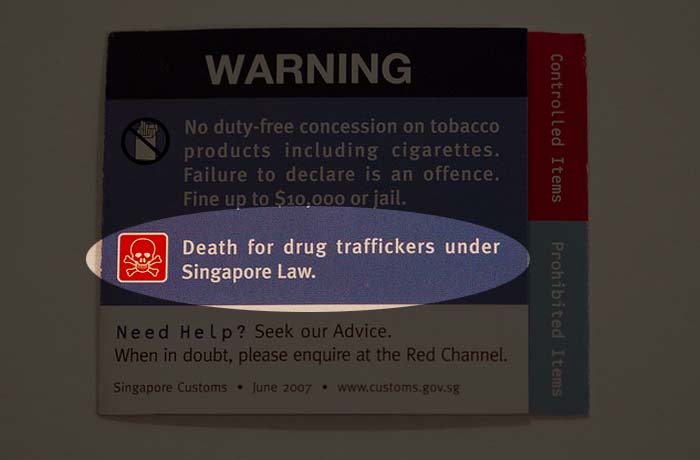 WARNING
No duty-free concession on tobacco
products including cigarettes.
Failure to declare is an offence.
Fine up to $10,000 or jail.
Death for drug traffickers under
Singapore Law.
Need Help? Seek our Advice.
When in doubt, please enquire at the Red Channel.
Singapore Customs • June 2007 • www.customs.gov.sg
Controlled Items
Prohibited Items